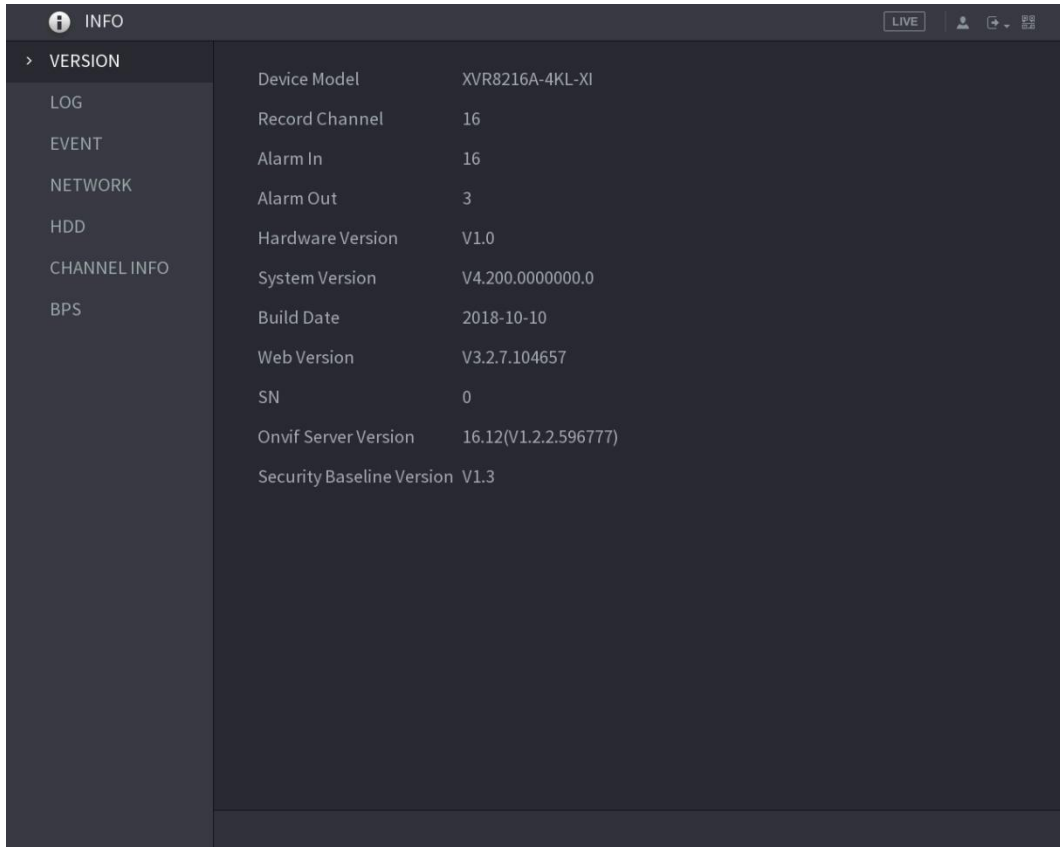 INFO
LIVE
VERSION
LOG
EVENT
NETWORK
HDD
CHANNEL INFO
BPS
Device Model XVR8216A-4KL-XI
Record Channel 16
Alarm In 16
Alarm Out 3
Hardware Version V1.0
System Version V4.200.0000000.0
Build Date 2018-10-10
Web Version V3.2.7.104657
SN 0
Onvif Server Version 16.12(V1.2.2.596777)
Security Baseline Version V1.3